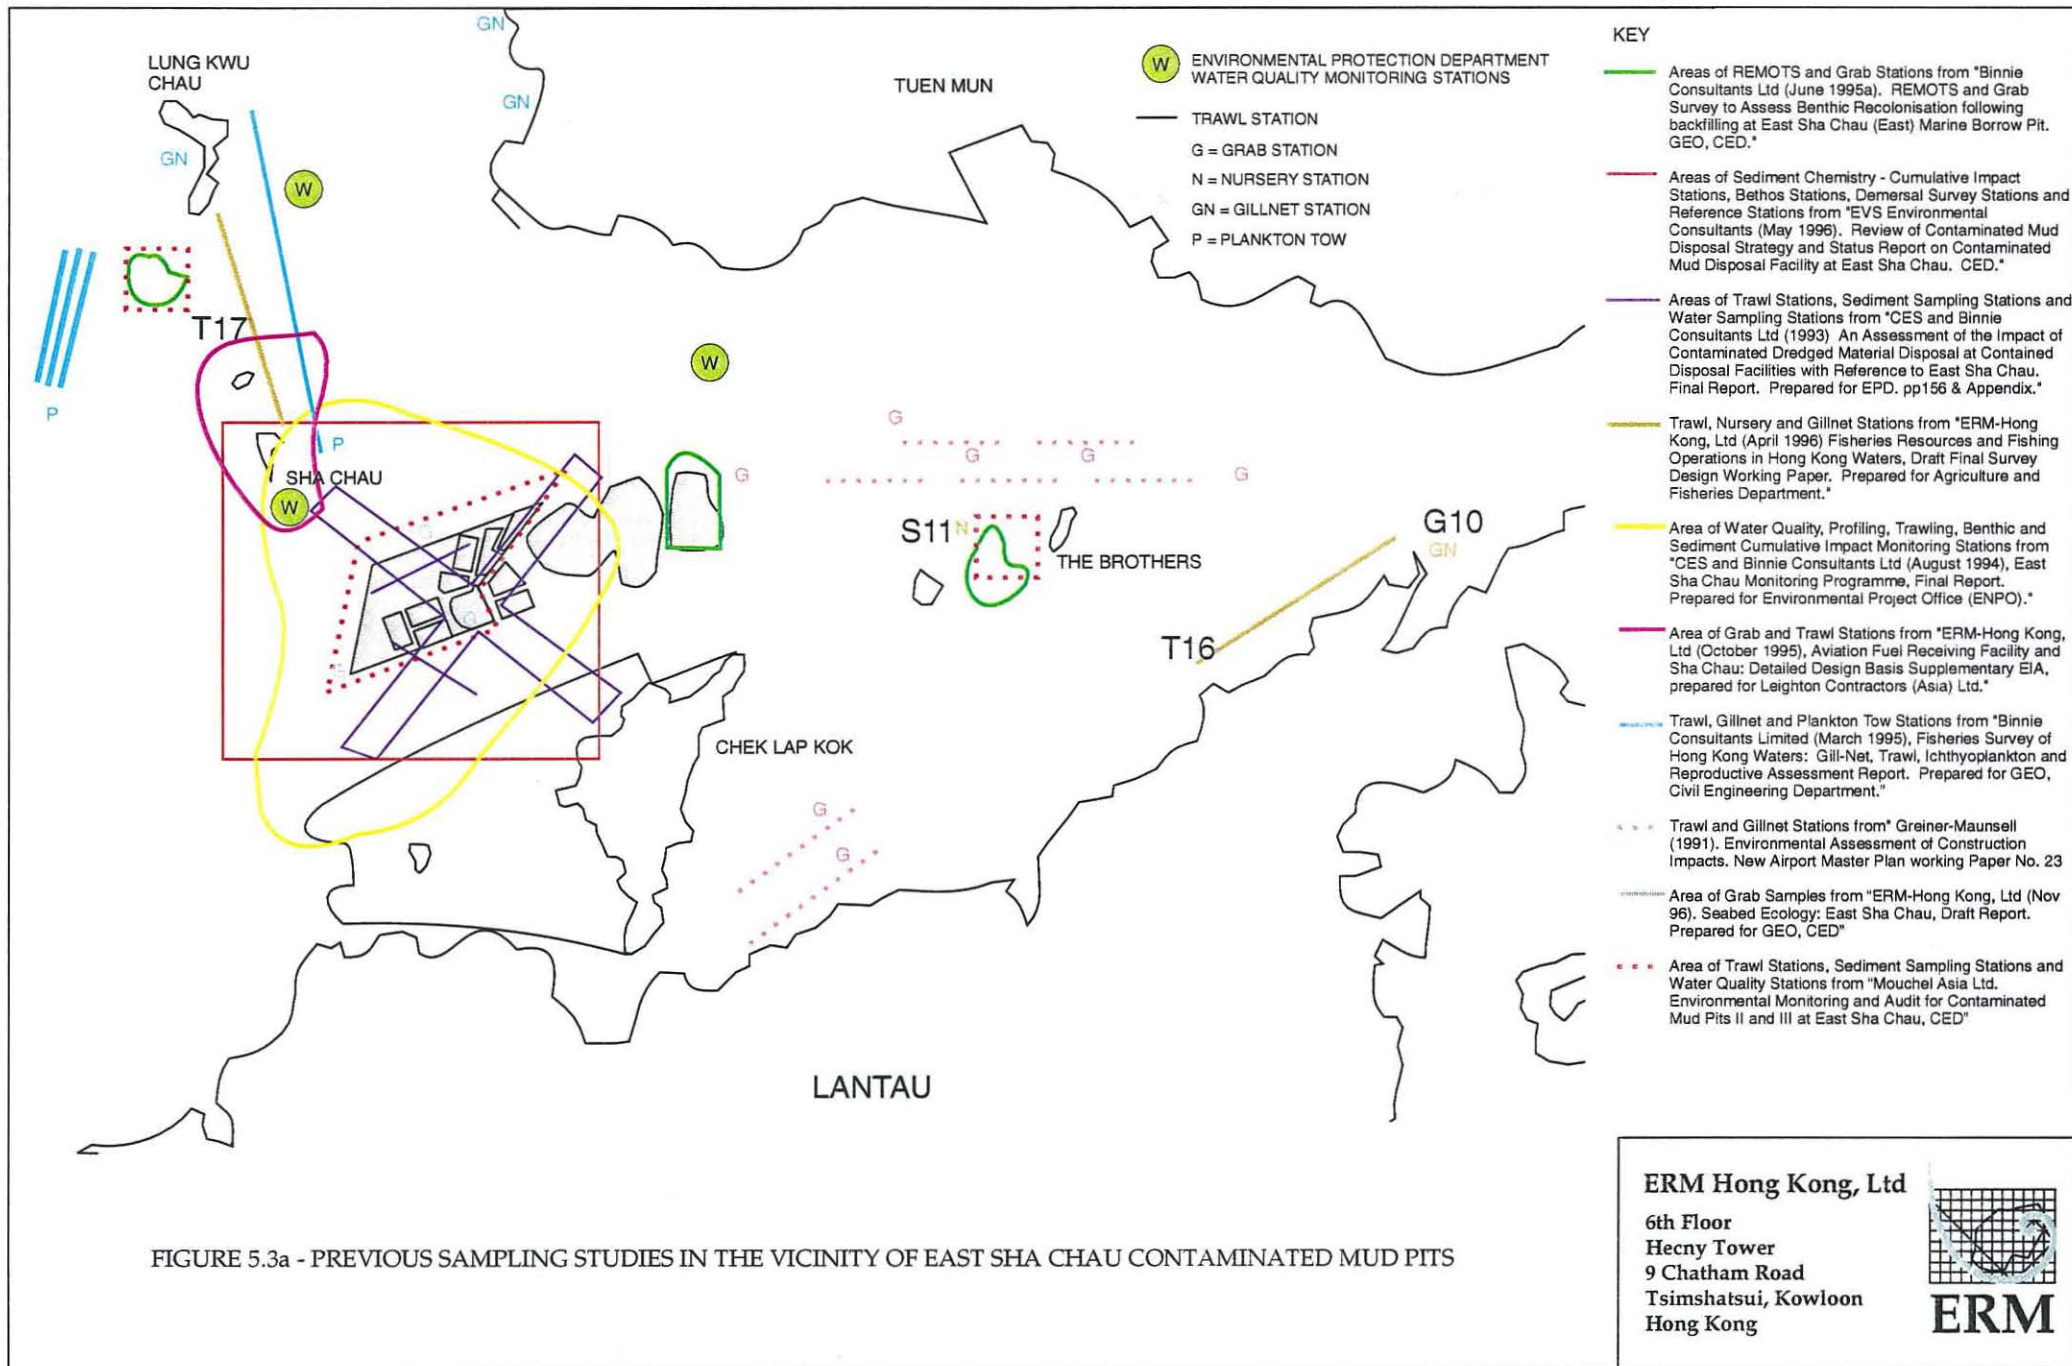 GN
LUNG KWU
CHAU
GN
GN
W
T17
P
P
SHA CHAU
W
W
TUEN MUN
W ENVIRONMENTAL PROTECTION DEPARTMENT
WATER QUALITY MONITORING STATIONS
TRAWL STATION
G = GRAB STATION
N = NURSERY STATION
GN = GILLNET STATION
P = PLANKTON TOW
G
G
G
G
G
G
G
G
S11 N
THE BROTHERS
G10
GN
T16
CHEK LAP KOK
G
G
LANTAU
KEY
Areas of REMOTS and Grab Stations from "Binnie
Consultants Ltd (June 1995a). REMOTS and Grab
Survey to Assess Benthic Recolonisation following
backfilling at East Sha Chau (East) Marine Borrow Pit.
GEO, CED."
Areas of Sediment Chemistry - Cumulative Impact
Stations, Bethos Stations, Demersal Survey Stations and
Reference Stations from "EVS Environmental
Consultants (May 1996). Review of Contaminated Mud
Disposal Strategy and Status Report on Contaminated
Mud Disposal Facility at East Sha Chau. CED."
Areas of Trawl Stations, Sediment Sampling Stations and
Water Sampling Stations from "CES and Binnie
Consultants Ltd (1993) An Assessment of the Impact of
Contaminated Dredged Material Disposal at Contained
Disposal Facilities with Reference to East Sha Chau.
Final Report. Prepared for EPD. pp156 & Appendix."
Trawl, Nursery and Gillnet Stations from "ERM-Hong
Kong, Ltd (April 1996) Fisheries Resources and Fishing
Operations in Hong Kong Waters, Draft Final Survey
Design Working Paper. Prepared for Agriculture and
Fisheries Department."
Area of Water Quality, Profiling, Trawling, Benthic and
Sediment Cumulative Impact Monitoring Stations from
"CES and Binnie Consultants Ltd (August 1994), East
Sha Chau Monitoring Programme, Final Report.
Prepared for Environmental Project Office (ENPO)."
Area of Grab and Trawl Stations from "ERM-Hong Kong,
Ltd (October 1995), Aviation Fuel Receiving Facility and
Sha Chau: Detailed Design Basis Supplementary EIA,
prepared for Leighton Contractors (Asia) Ltd."
Trawl, Gillnet and Plankton Tow Stations from "Binnie
Consultants Limited (March 1995), Fisheries Survey of
Hong Kong Waters: Gill-Net, Trawl, Ichthyoplankton and
Reproductive Assessment Report. Prepared for GEO,
Civil Engineering Department."
Trawl and Gillnet Stations from" Greiner-Maunsell
(1991). Environmental Assessment of Construction
Impacts. New Airport Master Plan working Paper No. 23
Area of Grab Samples from "ERM-Hong Kong, Ltd (Nov
96). Seabed Ecology: East Sha Chau, Draft Report.
Prepared for GEO, CED"
Area of Trawl Stations, Sediment Sampling Stations and
Water Quality Stations from "Mouchel Asia Ltd.
Environmental Monitoring and Audit for Contaminated
Mud Pits II and III at East Sha Chau, CED"
FIGURE 5.3a - PREVIOUS SAMPLING STUDIES IN THE VICINITY OF EAST SHA CHAU CONTAMINATED MUD PITS
ERM Hong Kong, Ltd
6th Floor
Hecny Tower
9 Chatham Road
Tsimshatsui, Kowloon
Hong Kong
ERM